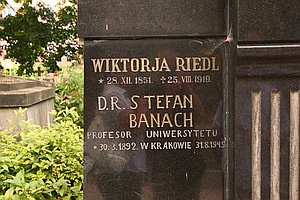 WIKTORJA RIEDL
* 28. XII. 1851. † 25. VIII. 1919.
D.R. STEFAN
BANACH
PROFESOR UNIWERSYTETU
* 30. 3. 1892. W KRAKOWIE 31. 8. 1945